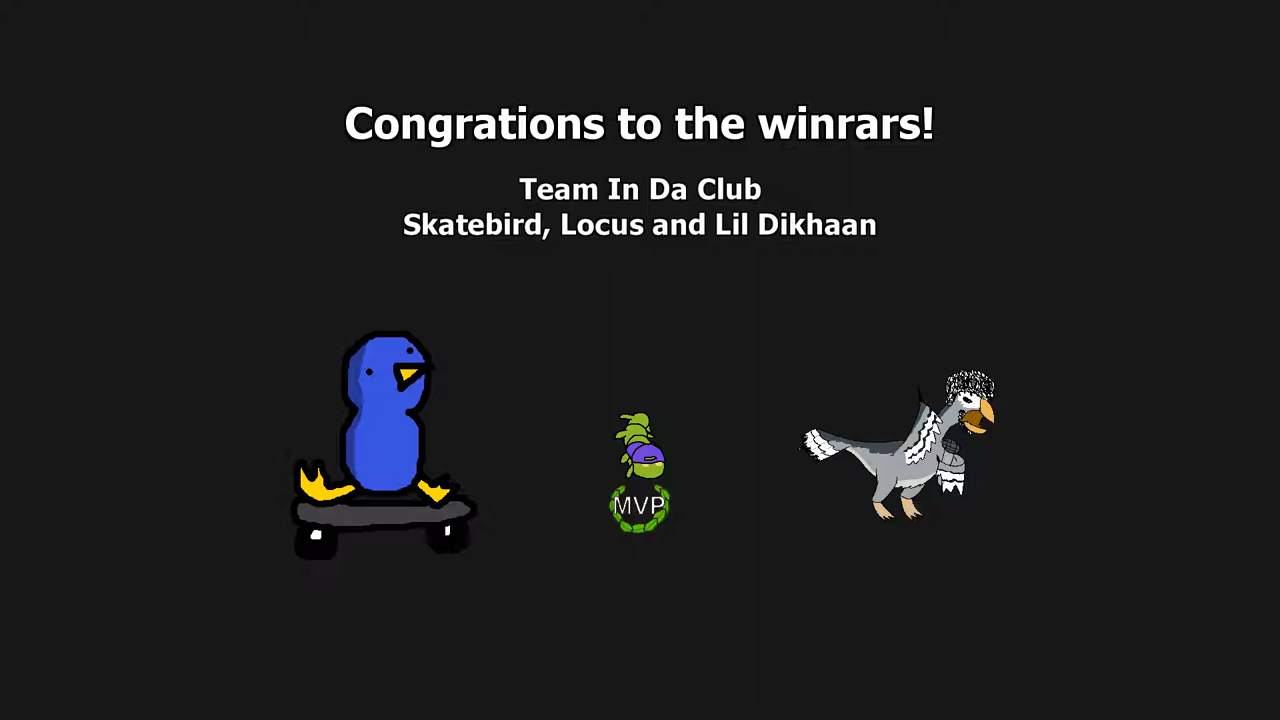 Congrations to the winrars!
Team In Da Club
Skatebird, Locus and Lil Dikhaan
MVP